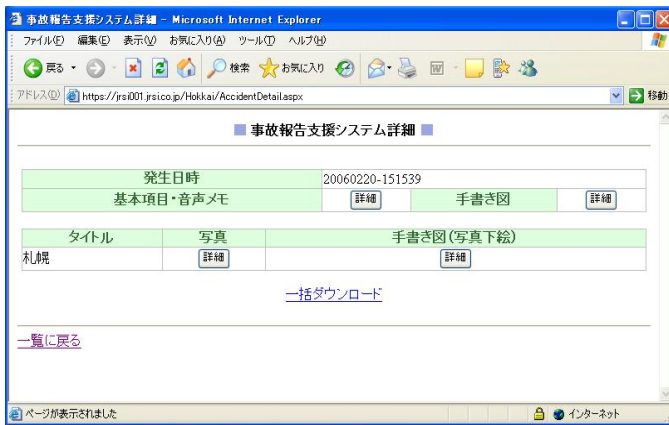 事故報告支援システム詳細 - Microsoft Internet Explorer
ファイル(F) 編集(E) 表示(V) お気に入り(A) ツール(T) ヘルプ(H)
戻る 検索 お気に入り
アドレス(D) https://jrsi001.jrsi.co.jp/Hokkai/AccidentDetail.aspx 移動
事故報告支援システム詳細
発生日時 20060220-151539
基本項目・音声メモ 詳細 手書き図 詳細
タイトル 写真 手書き図(写真下絵)
札幌 詳細 詳細
一括ダウンロード
一覧に戻る
ページが表示されました インターネット